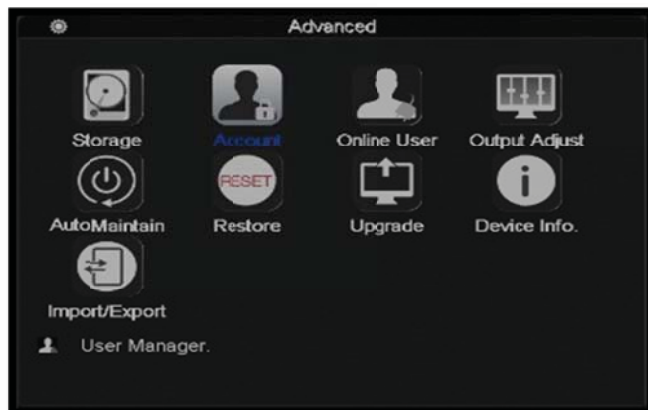 Advanced
Storage Account Online User Output Adjust
RESET
AutoMaintain Restore Upgrade Device Info.
Import/Export
User Manager.